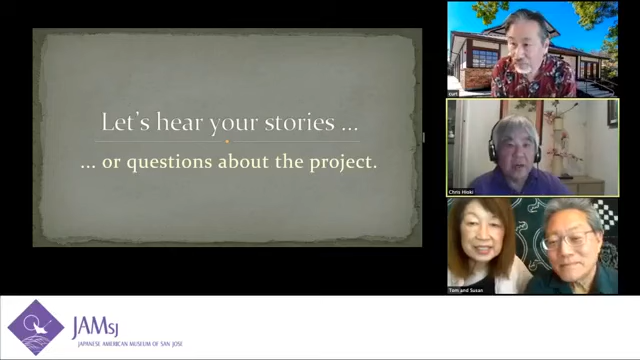 Let's hear your stories ...
... or questions about the project.
curt
Chris Hioki
Tom and Susan
JAMsj
JAPANESE AMERICAN MUSEUM OF SAN JOSE